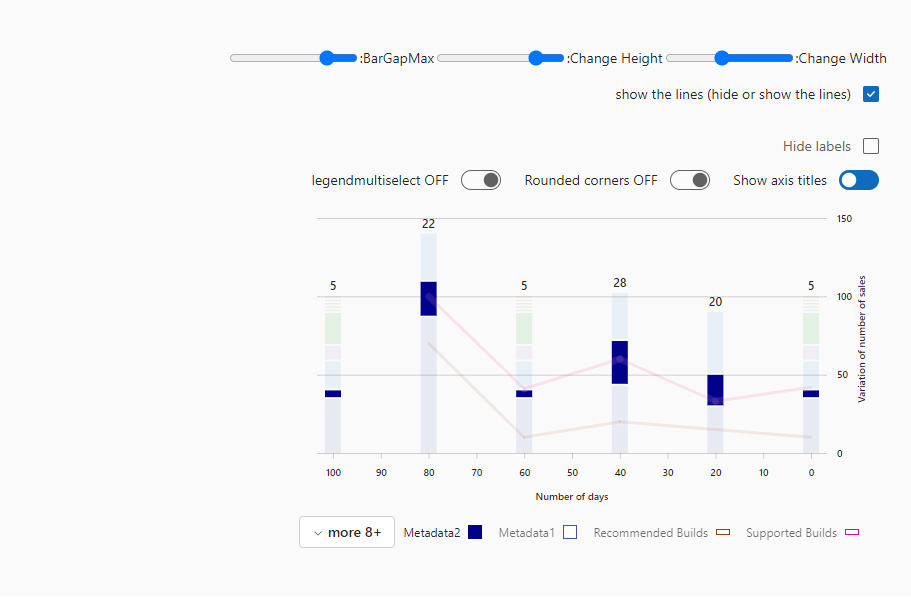 :BarGapMax :Change Height :Change Width
show the lines (hide or show the lines)
Hide labels
legendmultiselect OFF Rounded corners OFF Show axis titles
150
22
5 5 28 5
100
20
50
0
Variation of number of sales
100 90 80 70 60 50 40 30 20 10 0
Number of days
more 8+ Metadata2 Metadata1 Recommended Builds Supported Builds